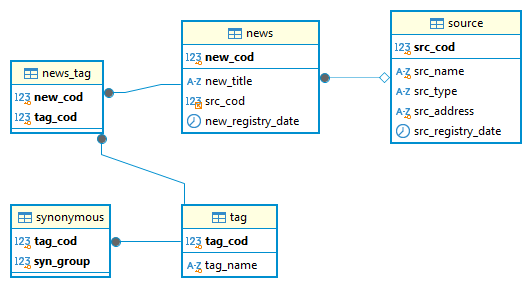 news_tag
123 new_cod
123 tag_cod
news
123 new_cod
A-Z new_title
123 src_cod
new_registry_date
source
123 src_cod
A-Z src_name
A-Z src_type
A-Z src_address
src_registry_date
synonymous
123 tag_cod
123 syn_group
tag
123 tag_cod
A-Z tag_name